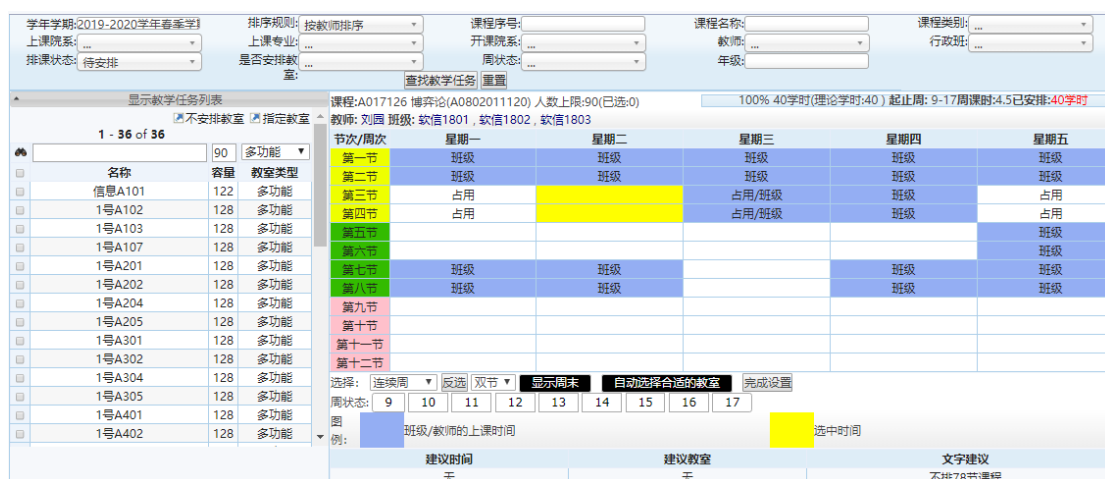 学年学期:2019-2020学年春季学 排序规则:按教师排序 课程序号: 课程名称: 课程类别:...
上课院系:... 上课专业:... 开课院系:... 教师:... 行政班:...
排课状态:待安排 是否安排教室:... 周状态:... 年级:
查找教学任务 重置
显示教学任务列表
不安排教室 指定教室
1 - 36 of 36
90 多功能
名称 容量 教室类型
信息A101 122 多功能
1号A102 128 多功能
1号A103 128 多功能
1号A107 128 多功能
1号A201 128 多功能
1号A202 128 多功能
1号A204 128 多功能
1号A205 128 多功能
1号A301 128 多功能
1号A302 128 多功能
1号A304 128 多功能
1号A305 128 多功能
1号A401 128 多功能
1号A402 128 多功能
课程:A017126 博弈论(A0802011120) 人数上限:90(已选:0) 100% 40学时(理论学时:40 ) 起止周: 9-17周课时:4.5已安排:40学时
教师: 刘园 班级: 软信1801 , 软信1802 , 软信1803
节次/周次 星期一 星期二 星期三 星期四 星期五
第一节 班级 班级 班级 班级 班级
第二节 班级 班级 班级 班级 班级
第三节 占用 占用/班级 班级 占用
第四节 占用 占用/班级 班级 占用
第五节 班级
第六节 班级
第七节 班级 班级 班级 班级
第八节 班级 班级 班级 班级
第九节
第十节
第十一节
第十二节
选择: 连续周 反选 双节 显示周末 自动选择合适的教室 完成设置
周状态: 9 10 11 12 13 14 15 16 17
图例: 班级/教师的上课时间 选中时间
建议时间 建议教室 文字建议
无 无 不排78节课程